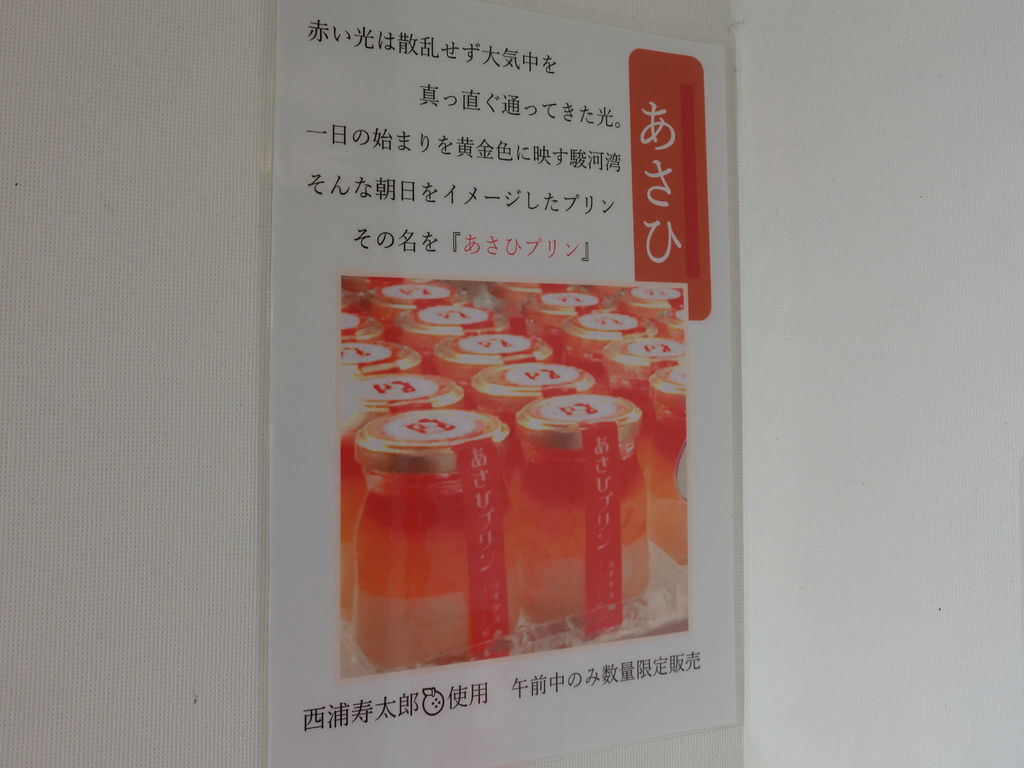 あさひ
赤い光は散乱せず大気中を
真っ直ぐ通ってきた光。
一日の始まりを黄金色に映す駿河湾
そんな朝日をイメージしたプリン
その名を『あさひプリン』
あさひプリン
あさひプリン
西浦寿太郎使用 午前中のみ数量限定販売